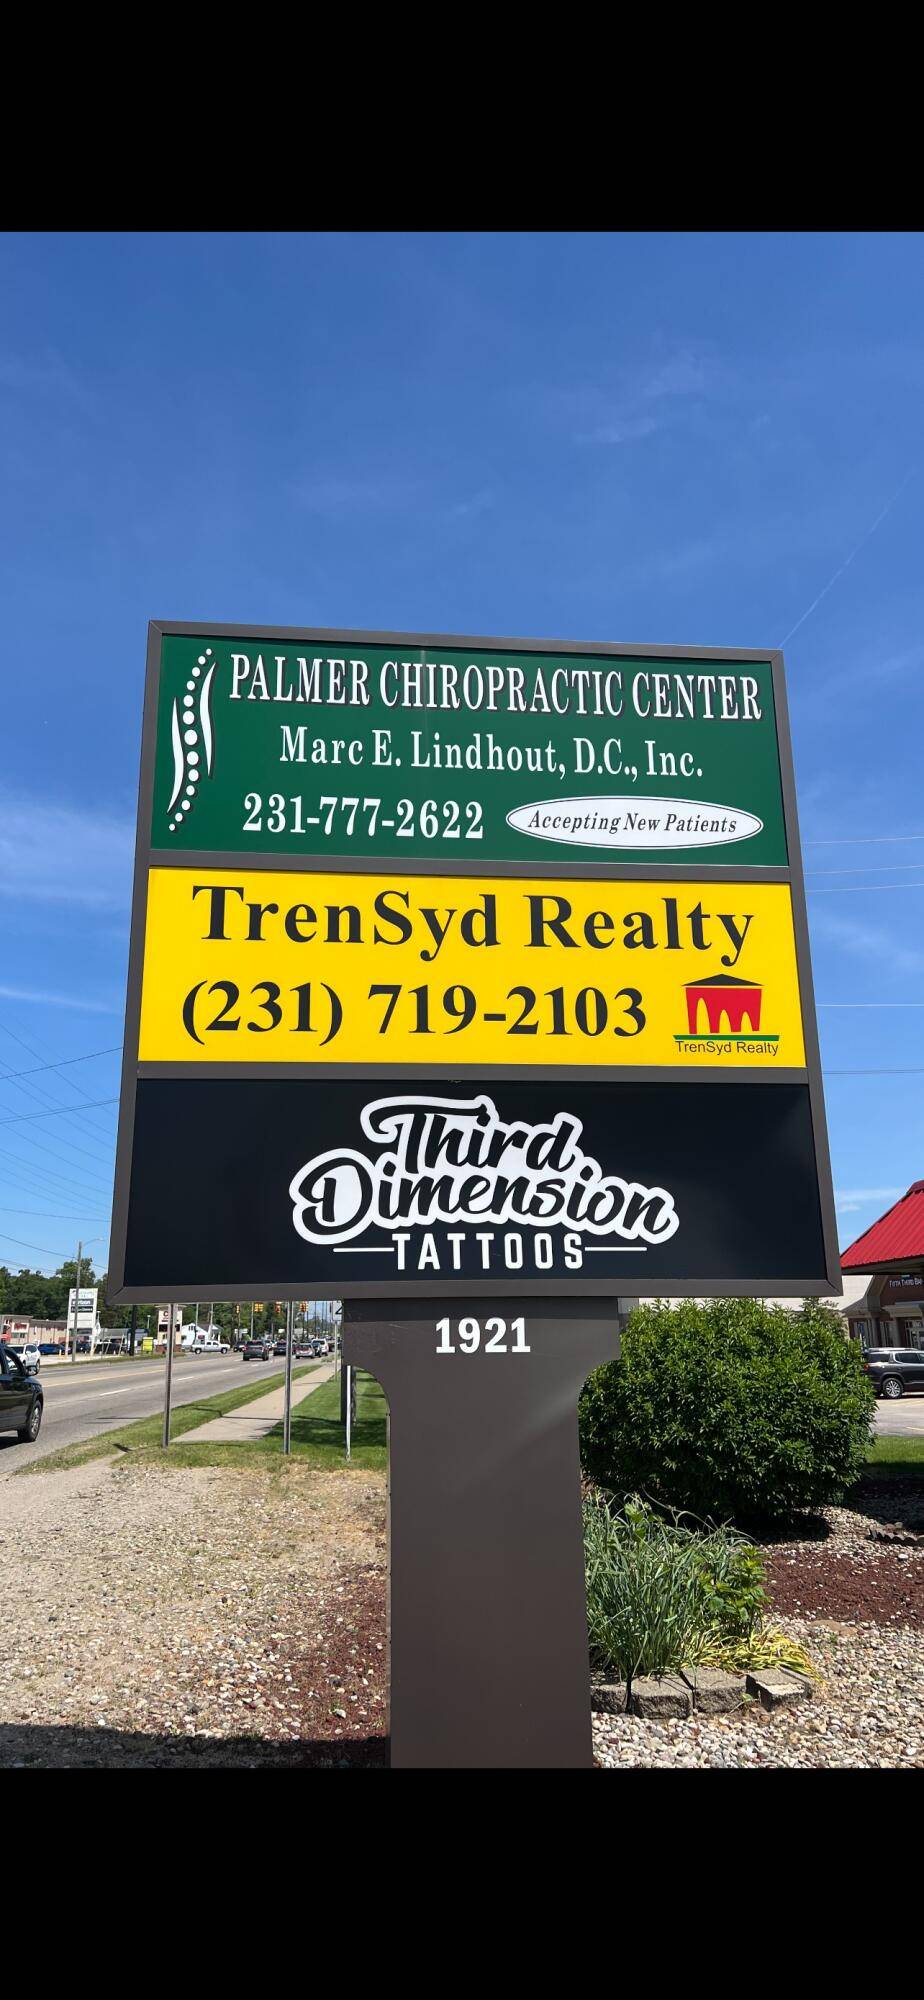 PALMER CHIROPRACTIC CENTER
Marc E. Lindhout, D.C., Inc.
231-777-2622
Accepting New Patients
TrenSyd Realty
(231) 719-2103
TrenSyd Realty
Third
Dimension
TATTOOS
1921